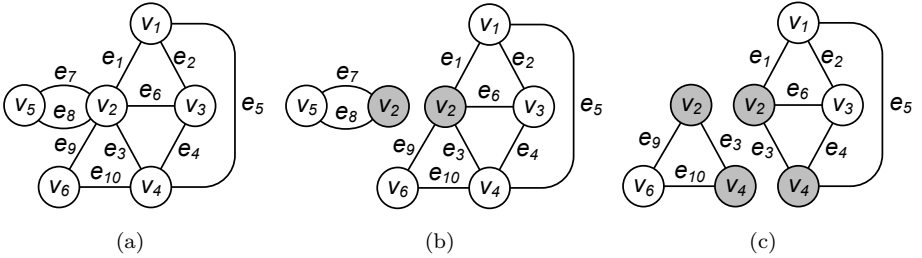 v1 v1 v1
e1 e2 e1 e2 e1 e2
e7 e6 e5 e7 e6 e5 e6 e5
v5 v2 v3 v5 v2 v2 v3 v2 v2 v3
e8 e8
e9 e3 e4 e9 e3 e4 e9 e3 e3 e4
e10 e10 e10
v6 v4 v6 v4 v6 v4 v4
(a) (b) (c)